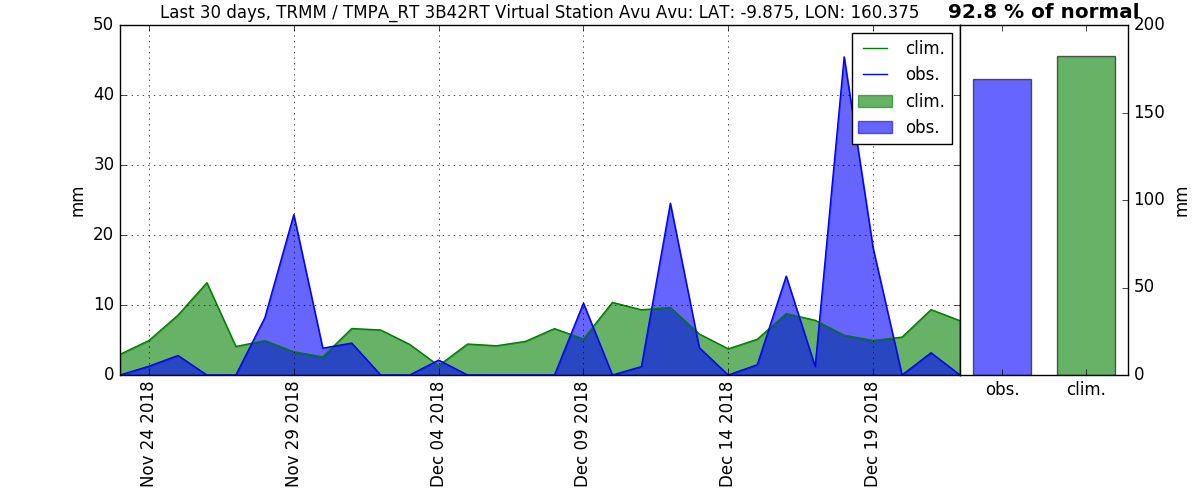 Last 30 days, TRMM / TMPA_RT 3B42RT Virtual Station Avu Avu: LAT: -9.875, LON: 160.375
92.8 % of normal
50
40
30
20
10
0
mm
clim.
obs.
clim.
obs.
Nov 24 2018
Nov 29 2018
Dec 04 2018
Dec 09 2018
Dec 14 2018
Dec 19 2018
200
150
100
50
0
mm
obs.
clim.